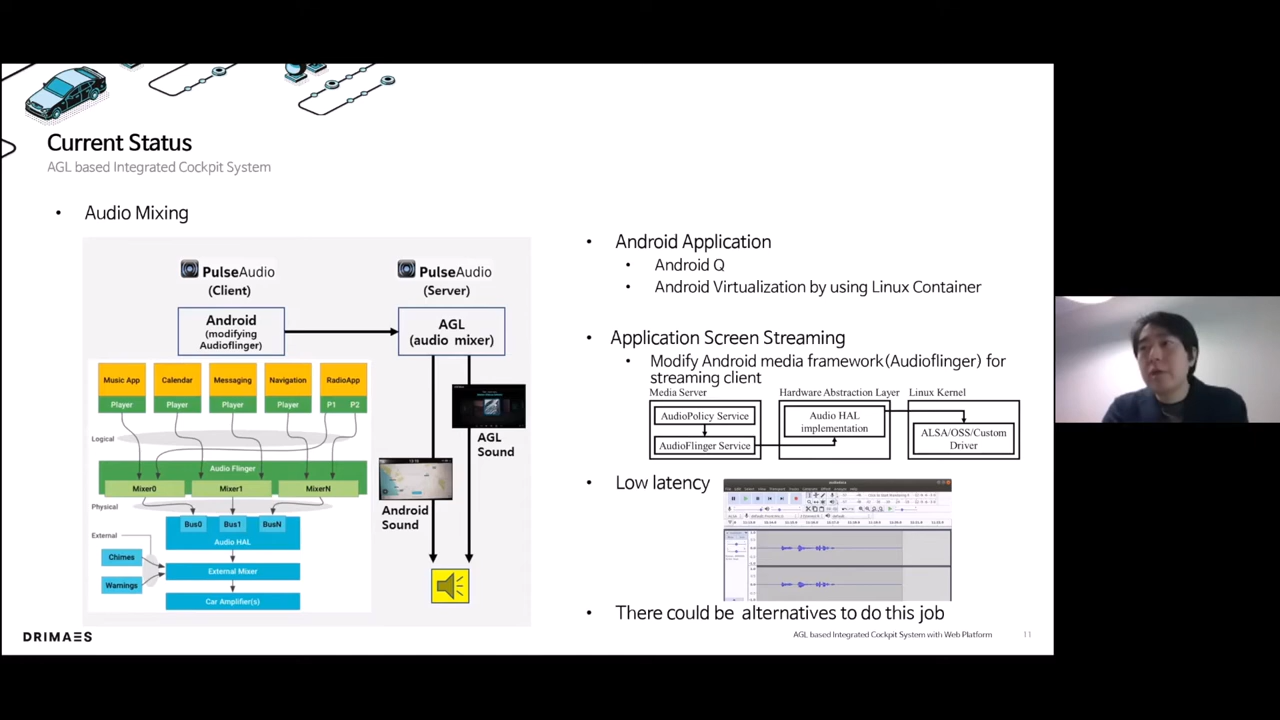 Current Status
AGL based Integrated Cockpit System
• Audio Mixing
PulseAudio
(Client)
PulseAudio
(Server)
Android
(modifying
Audioflinger)
AGL
(audio mixer)
Music App
Calendar
Messaging
Navigation
RadioApp
Player
Player
Player
Player
P1
P2
Logical
Audio Flinger
Mixer0
Mixer1
MixerN
Physical
Bus0
Bus1
BusN
Audio HAL
External
Chimes
Warnings
External Mixer
Car Amplifier(s)
AGL
Sound
Android
Sound
• Android Application
• Android Q
• Android Virtualization by using Linux Container
• Application Screen Streaming
• Modify Android media framework(Audioflinger) for
streaming client
Media Server
Hardware Abstraction Layer
Linux Kernel
AudioPolicy Service
AudioFlinger Service
Audio HAL
implementation
ALSA/OSS/Custom
Driver
• Low latency
• There could be alternatives to do this job
DRIMAES
AGL based Integrated Cockpit System with Web Platform
11